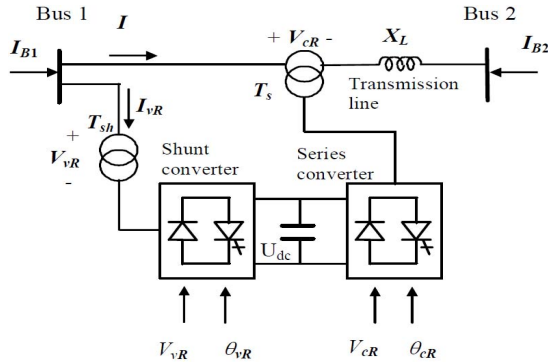 Bus 1
I
+ VcR -
XL
Bus 2
IB1
IB2
Ts
Transmission
line
IvR
Tsh
+
VvR
-
Shunt
converter
Series
converter
Udc
VvR
θvR
VcR
θcR